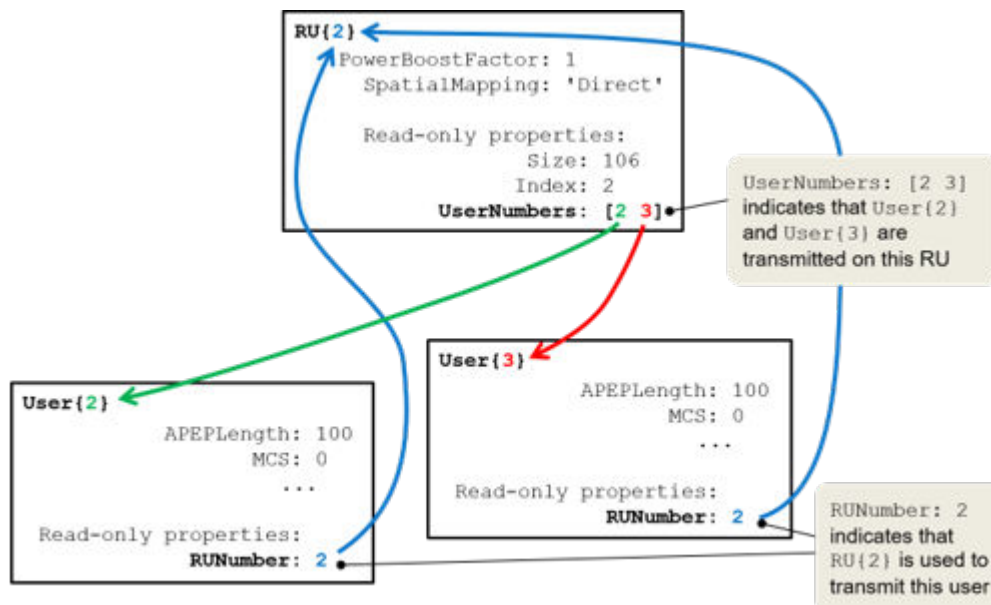 RU{2}
PowerBoostFactor: 1
SpatialMapping: 'Direct'
Read-only properties:
Size: 106
Index: 2
UserNumbers: [2 3]
UserNumbers: [2 3]
indicates that User{2}
and User{3} are
transmitted on this RU
User{3}
APEPLength: 100
MCS: 0
...
Read-only properties:
RUNumber: 2
User{2}
APEPLength: 100
MCS: 0
...
Read-only properties:
RUNumber: 2
RUNumber: 2
indicates that
RU{2} is used to
transmit this user